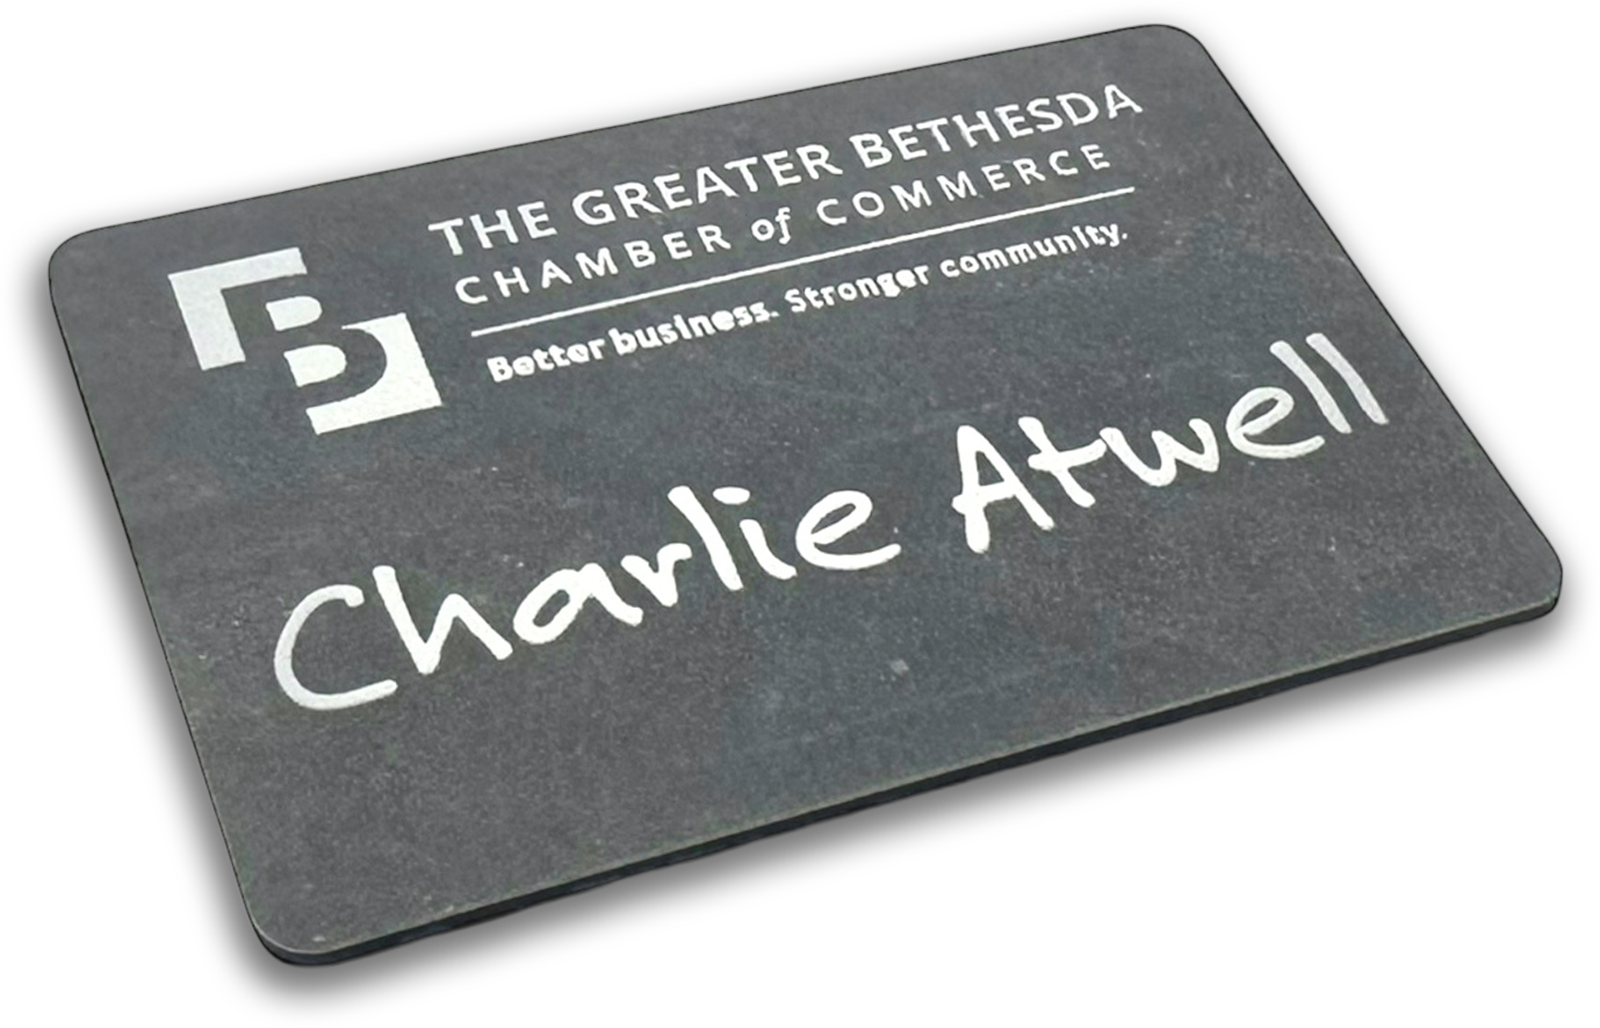 THE GREATER BETHESDA
CHAMBER of COMMERCE
Better business. Stronger community.
Charlie Atwell